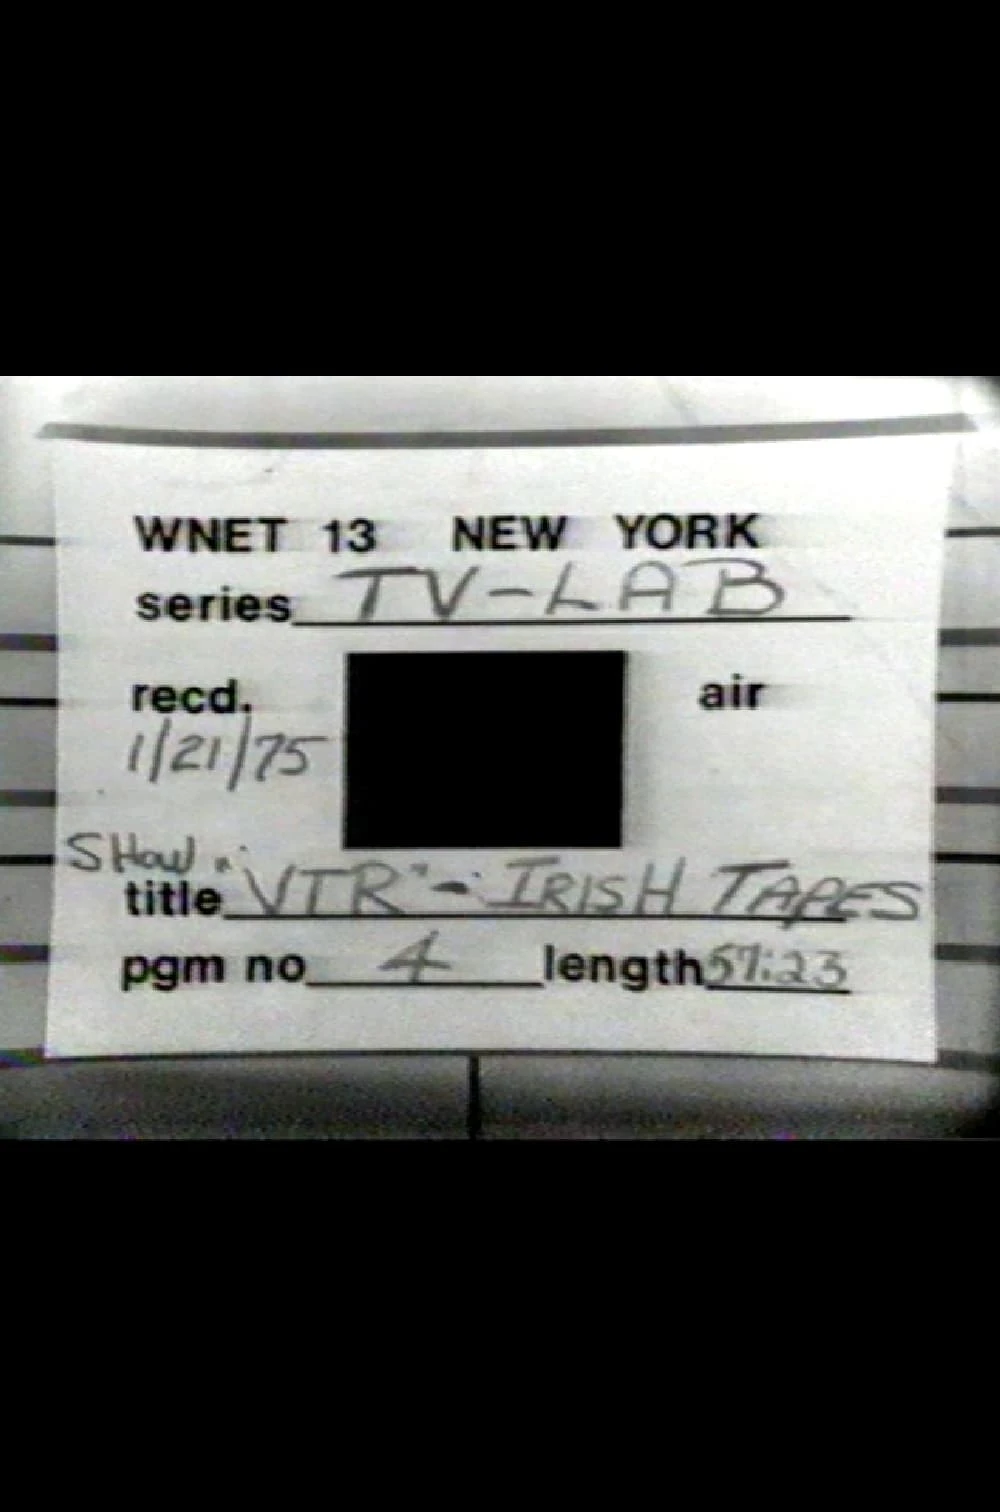 WNET 13 NEW YORK
series TV-LAB
recd. air
1/21/75
SHOW
title "VTR" - IRISH TAPES
pgm no 4 length 57:23